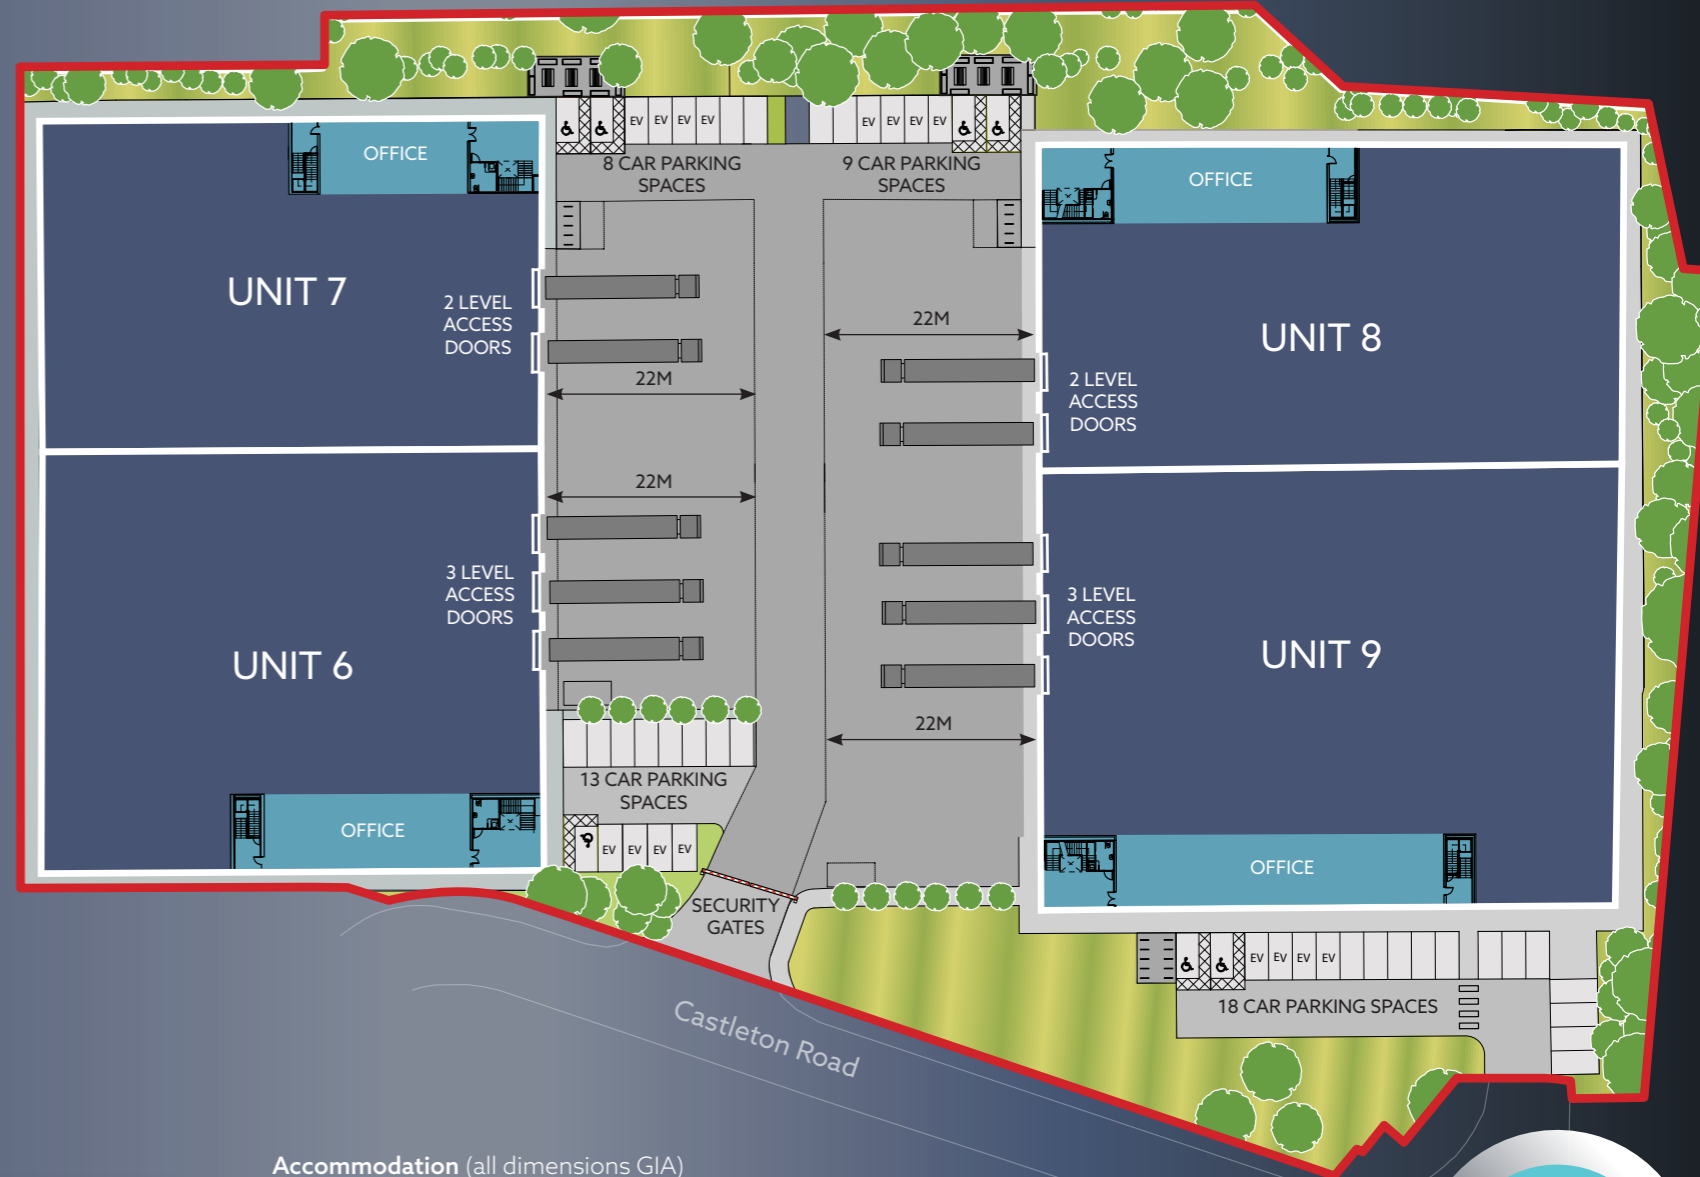 OFFICE
EV EV EV EV
EV EV EV EV
8 CAR PARKING
SPACES
9 CAR PARKING
SPACES
OFFICE
UNIT 7
2 LEVEL
ACCESS
DOORS
22M
22M
UNIT 8
2 LEVEL
ACCESS
DOORS
22M
3 LEVEL
ACCESS
DOORS
UNIT 6
3 LEVEL
ACCESS
DOORS
UNIT 9
22M
13 CAR PARKING
SPACES
OFFICE
EV EV EV EV
OFFICE
SECURITY
GATES
EV EV EV EV
18 CAR PARKING SPACES
Castleton Road
Accommodation (all dimensions GIA)